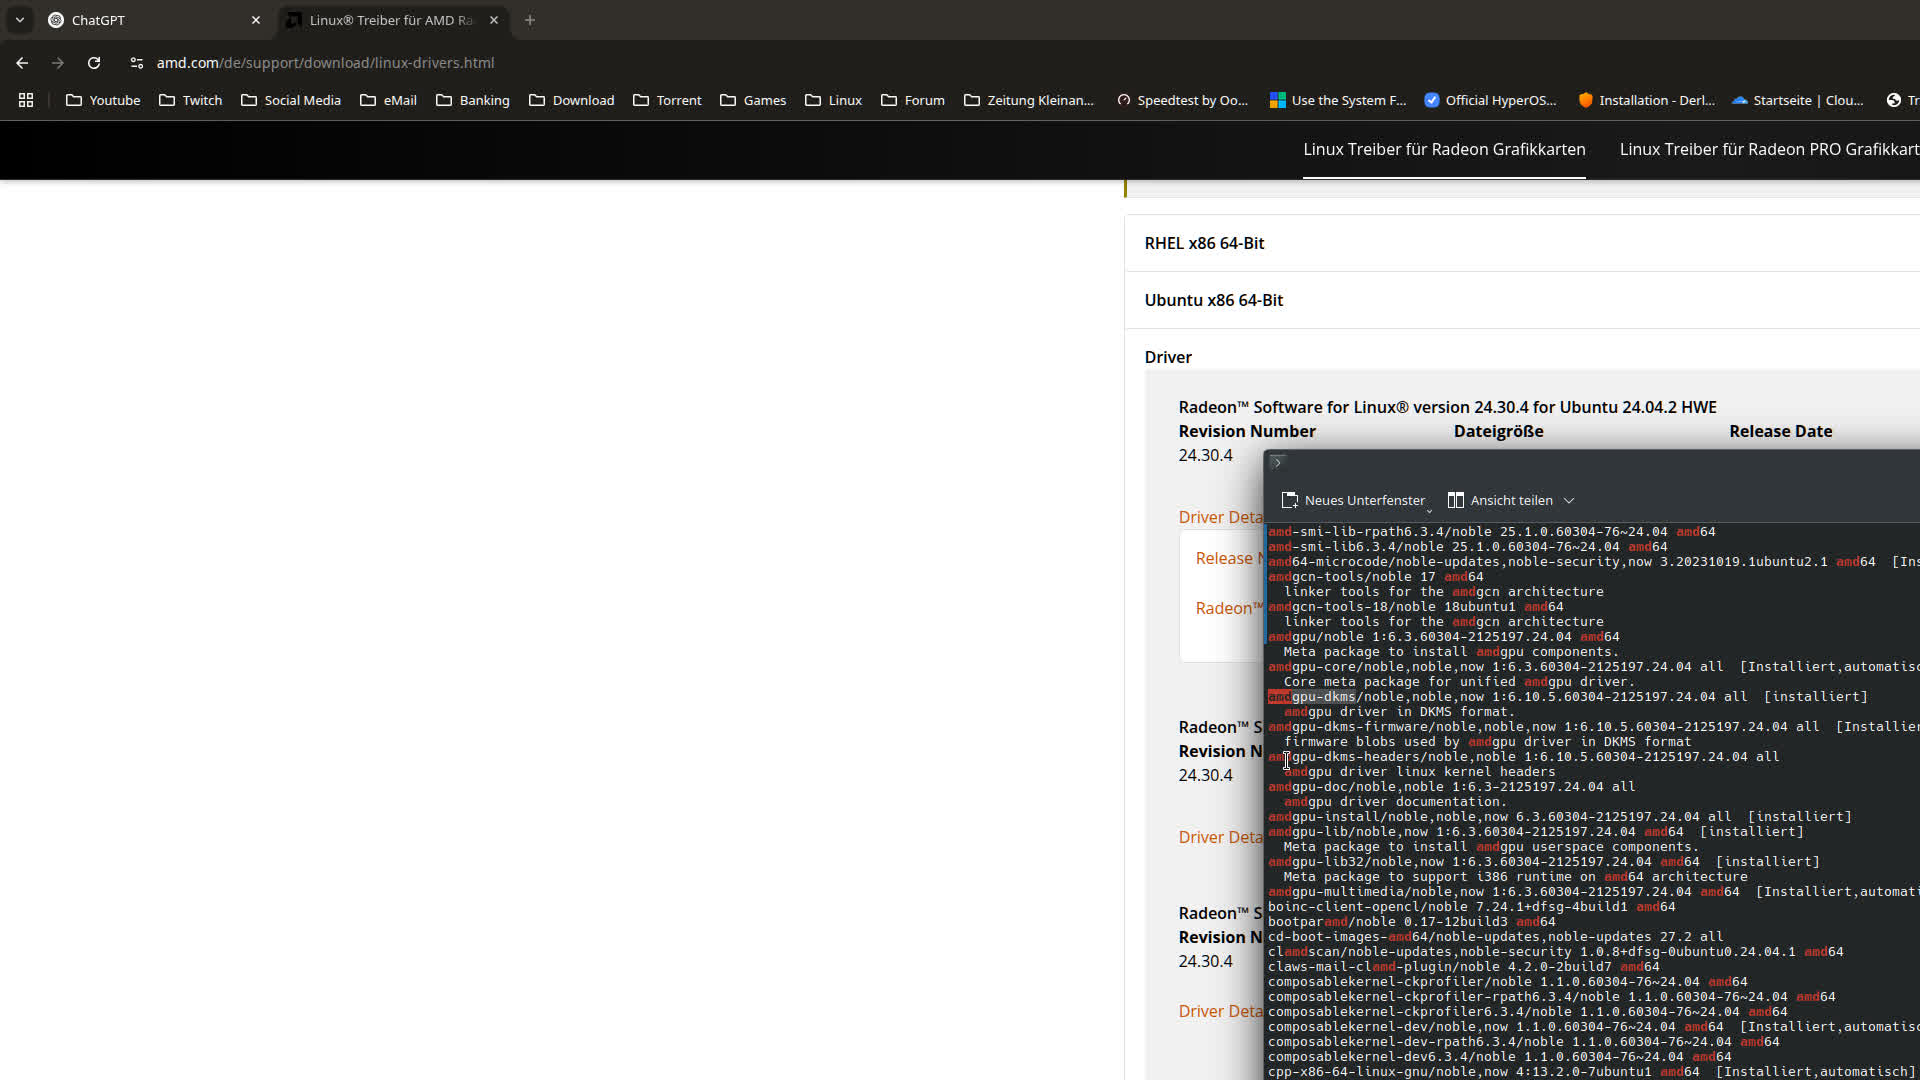 ChatGPT
Linux® Treiber für AMD Ra
amd.com/de/support/download/linux-drivers.html
Youtube Twitch Social Media eMail Banking Download Torrent Games Linux Forum Zeitung Kleinan... Speedtest by Oo... Use the System F... Official HyperOS... Installation - Derl... Startseite | Clou... Tr
Linux Treiber für Radeon Grafikkarten Linux Treiber für Radeon PRO Grafikkart
RHEL x86 64-Bit
Ubuntu x86 64-Bit
Driver
Radeon™ Software for Linux® version 24.30.4 for Ubuntu 24.04.2 HWE
Revision Number Dateigröße Release Date
24.30.4
Driver Deta
Release N
Radeon™
Radeon™ S
Revision N
24.30.4
Driver Deta
Radeon™ S
Revision N
24.30.4
Driver Deta
Neues Unterfenster Ansicht teilen
amd-smi-lib-rpath6.3.4/noble 25.1.0.60304-76~24.04 amd64
amd-smi-lib6.3.4/noble 25.1.0.60304-76~24.04 amd64
amd64-microcode/noble-updates,noble-security,now 3.20231019.1ubuntu2.1 amd64 [Ins
amdgcn-tools/noble 17 amd64
linker tools for the amdgcn architecture
amdgcn-tools-18/noble 18ubuntu1 amd64
linker tools for the amdgcn architecture
amdgpu/noble 1:6.3.60304-2125197.24.04 amd64
Meta package to install amdgpu components.
amdgpu-core/noble,noble,now 1:6.3.60304-2125197.24.04 all [Installiert,automatisc
Core meta package for unified amdgpu driver.
amdgpu-dkms/noble,noble,now 1:6.10.5.60304-2125197.24.04 all [installiert]
amdgpu driver in DKMS format.
amdgpu-dkms-firmware/noble,noble,now 1:6.10.5.60304-2125197.24.04 all [Installier
firmware blobs used by amdgpu driver in DKMS format
amdgpu-dkms-headers/noble,noble 1:6.10.5.60304-2125197.24.04 all
amdgpu driver linux kernel headers
amdgpu-doc/noble,noble 1:6.3-2125197.24.04 all
amdgpu driver documentation.
amdgpu-install/noble,noble,now 6.3.60304-2125197.24.04 all [installiert]
amdgpu-lib/noble,now 1:6.3.60304-2125197.24.04 amd64 [installiert]
Meta package to install amdgpu userspace components.
amdgpu-lib32/noble,now 1:6.3.60304-2125197.24.04 amd64 [installiert]
Meta package to support i386 runtime on amd64 architecture
amdgpu-multimedia/noble,now 1:6.3.60304-2125197.24.04 amd64 [Installiert,automati
boinc-client-opencl/noble 7.24.1+dfsg-4build1 amd64
bootparamd/noble 0.17-12build3 amd64
cd-boot-images-amd64/noble-updates,noble-updates 27.2 all
clamdscan/noble-updates,noble-security 1.0.8+dfsg-0ubuntu0.24.04.1 amd64
claws-mail-clamd-plugin/noble 4.2.0-2build7 amd64
composablekernel-ckprofiler/noble 1.1.0.60304-76~24.04 amd64
composablekernel-ckprofiler-rpath6.3.4/noble 1.1.0.60304-76~24.04 amd64
composablekernel-ckprofiler6.3.4/noble 1.1.0.60304-76~24.04 amd64
composablekernel-dev/noble,now 1.1.0.60304-76~24.04 amd64 [Installiert,automatisc
composablekernel-dev-rpath6.3.4/noble 1.1.0.60304-76~24.04 amd64
composablekernel-dev6.3.4/noble 1.1.0.60304-76~24.04 amd64
cpp-x86-64-linux-gnu/noble,now 4:13.2.0-7ubuntu1 amd64 [Installiert,automatisch]